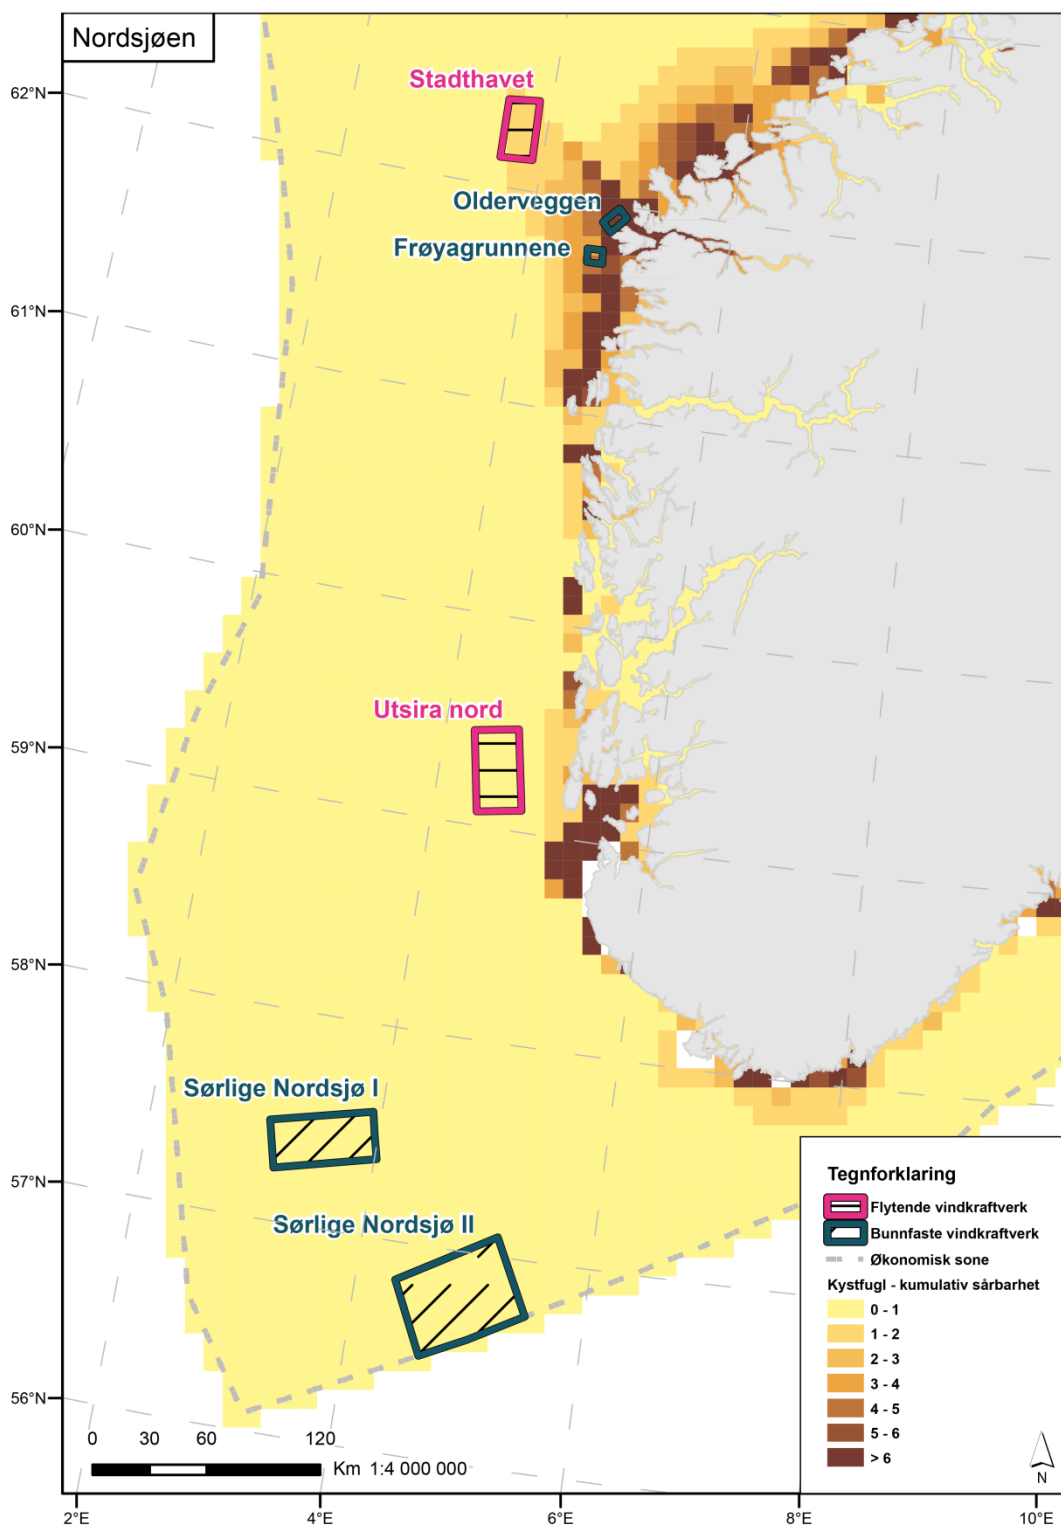 Nordsjøen
Stadthavet
62°N
Olderveggen
Frøyagrunnene
61°N
60°N
59°N
Utsira nord
58°N
Sørlige Nordsjø I
57°N
Sørlige Nordsjø II
56°N
Tegnforklaring
Flytende vindkraftverk
Bunnfaste vindkraftverk
Økonomisk sone
Kystfugl - kumulativ sårbarhet
0 - 1
1 - 2
2 - 3
3 - 4
4 - 5
5 - 6
> 6
0 30 60 120
Km 1:4 000 000
N
2°E 4°E 6°E 8°E 10°E